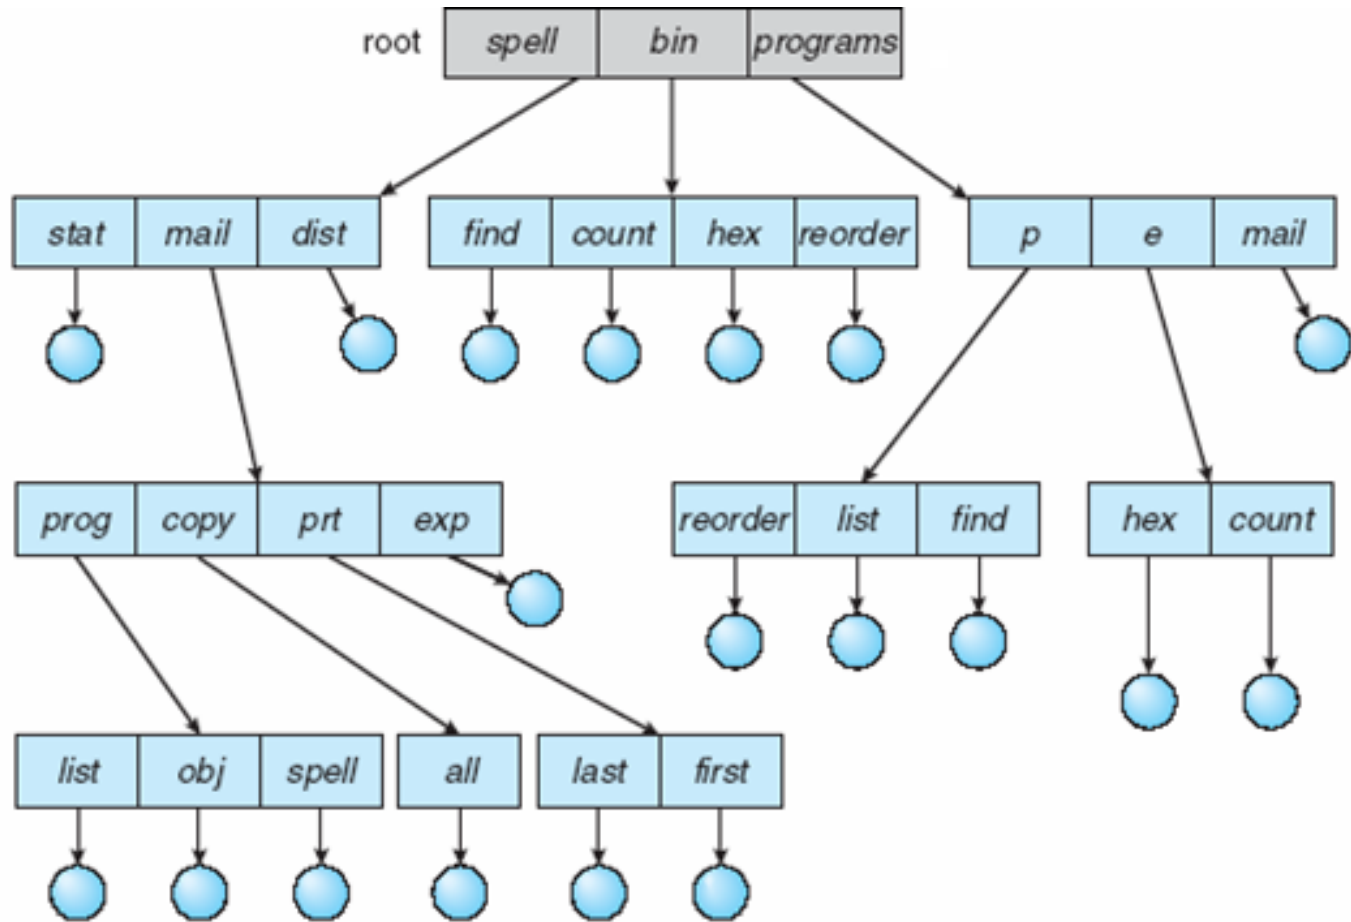 root spell bin programs
stat mail dist find count hex reorder p e mail
prog copy prt exp reorder list find hex count
list obj spell all last first